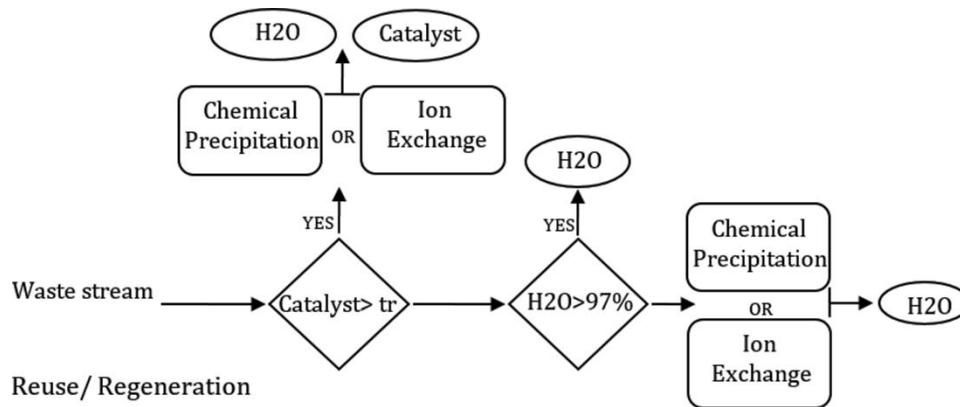 H2O
Catalyst
Chemical
Precipitation
OR
Ion
Exchange
H2O
YES
YES
Chemical
Precipitation
Waste stream
Catalyst> tr
H2O>97%
OR
H2O
Ion
Exchange
Reuse/ Regeneration